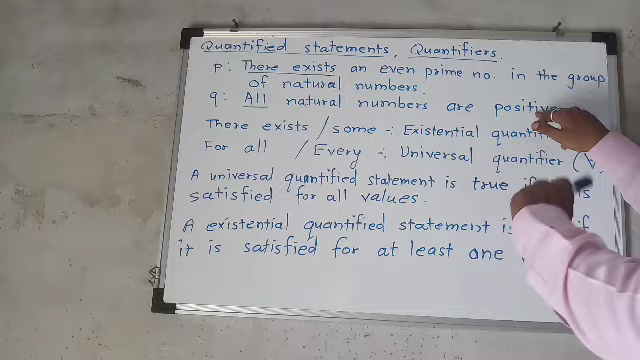 Quantified statements, Quantifiers.
p: There exists an even prime no. in the group
of natural numbers.
q: All natural numbers are positive
There exists / some :- Existential
For all / Every :- Universal quantifier (∀
A universal quantified statement is true
satisfied for all values.
A existential quantified statement is if
it is satisfied for at least one